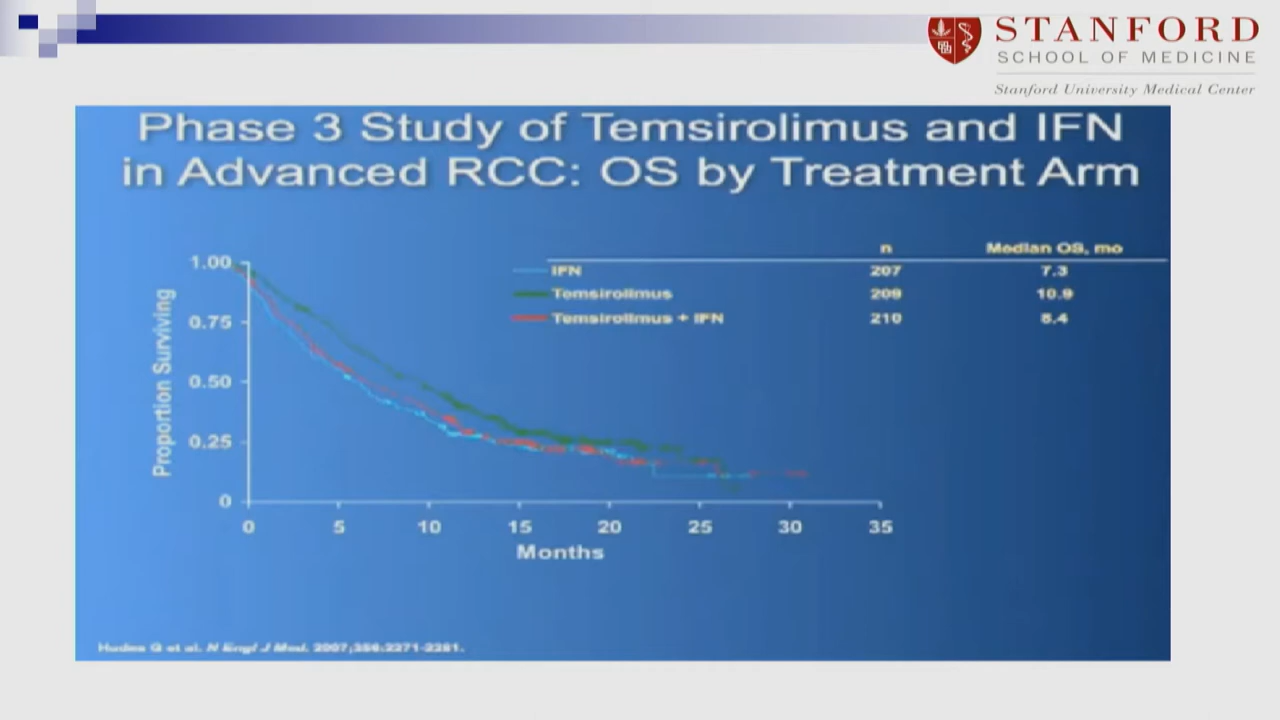 STANFORD
SCHOOL OF MEDICINE
Stanford University Medical Center
Phase 3 Study of Temsirolimus and IFN
in Advanced RCC: OS by Treatment Arm
n Median OS, mo
IFN 207 7.3
Temsirolimus 209 10.9
Temsirolimus + IFN 210 8.4
Proportion Surviving
1.00
0.75
0.50
0.25
0
0 5 10 15 20 25 30 35
Months
Hudes G et al. N Engl J Med. 2007;356:2271-2281.